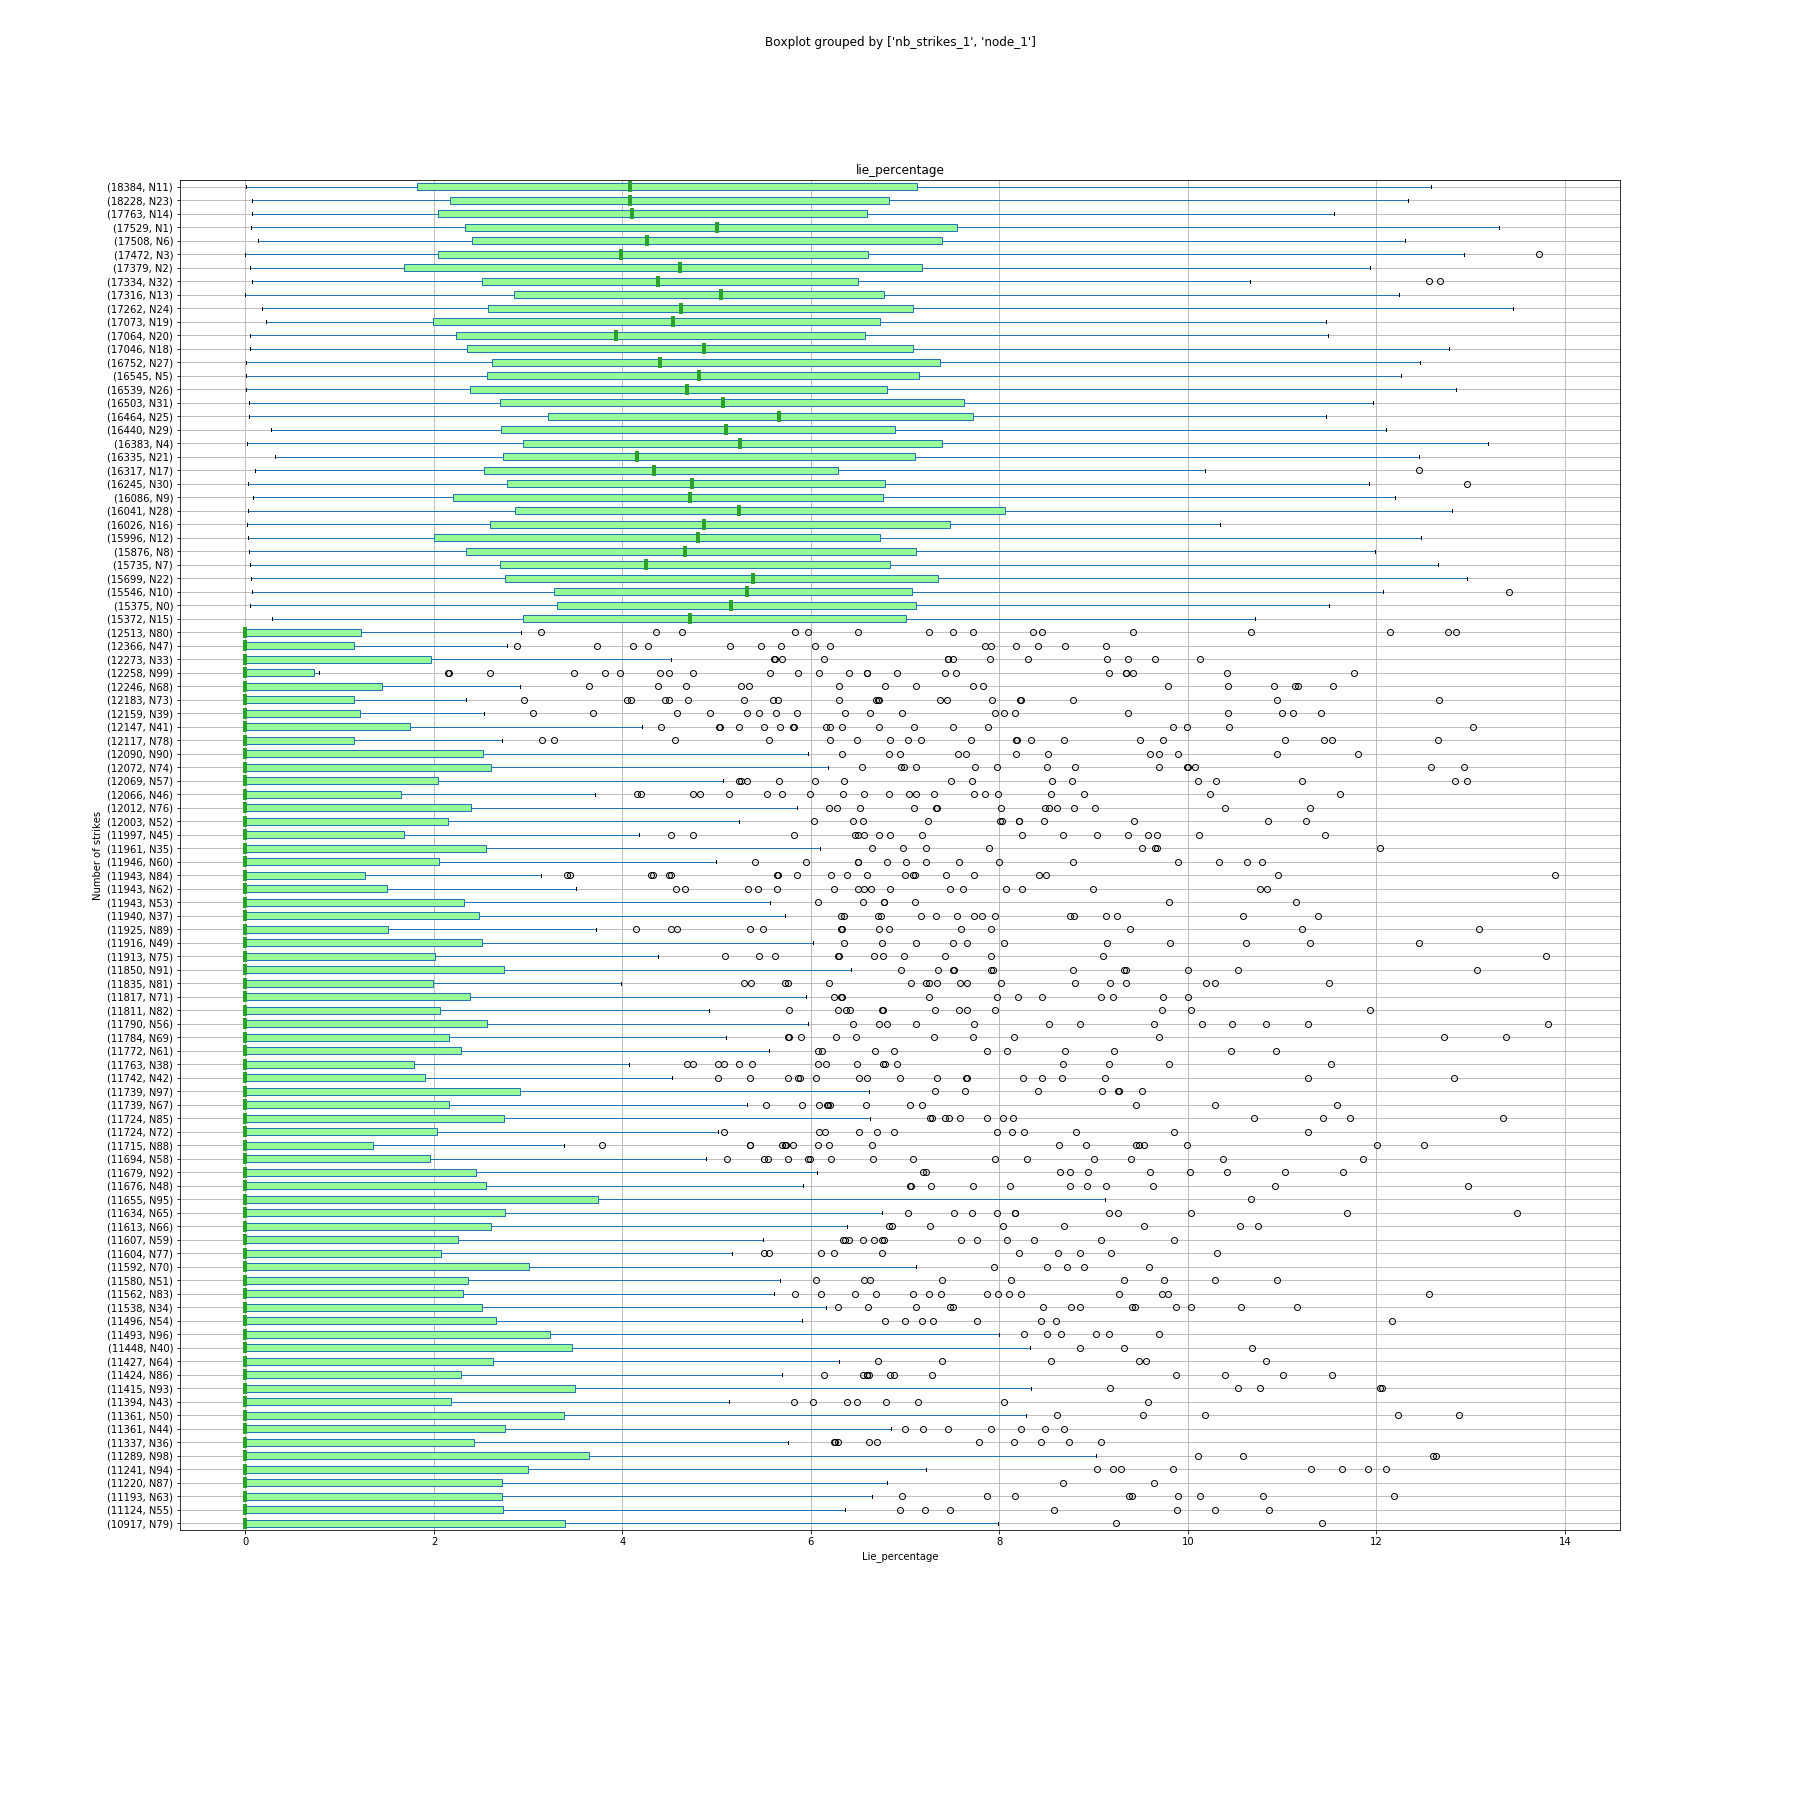 Boxplot grouped by ['nb_strikes_1', 'node_1']
lie_percentage
(18384, N11)
(18228, N23)
(17763, N14)
(17529, N1)
(17508, N6)
(17472, N3)
(17379, N2)
(17334, N32)
(17316, N13)
(17262, N24)
(17073, N19)
(17064, N20)
(17046, N18)
(16752, N27)
(16545, N5)
(16539, N26)
(16503, N31)
(16464, N25)
(16440, N29)
(16383, N4)
(16335, N21)
(16317, N17)
(16245, N30)
(16086, N9)
(16041, N28)
(16026, N16)
(15996, N12)
(15876, N8)
(15735, N7)
(15699, N22)
(15546, N10)
(15375, N0)
(15372, N15)
(12513, N80)
(12366, N47)
(12273, N33)
(12258, N99)
(12246, N68)
(12183, N73)
(12159, N39)
(12147, N41)
(12117, N78)
(12090, N90)
(12072, N74)
(12069, N57)
(12066, N46)
(12012, N76)
(12003, N52)
(11997, N45)
(11961, N35)
(11946, N60)
(11943, N84)
(11943, N62)
(11943, N53)
(11940, N37)
(11925, N89)
(11916, N49)
(11913, N75)
(11850, N91)
(11835, N81)
(11817, N71)
(11811, N82)
(11790, N56)
(11784, N69)
(11772, N61)
(11763, N38)
(11742, N42)
(11739, N97)
(11739, N67)
(11724, N85)
(11724, N72)
(11715, N88)
(11694, N58)
(11679, N92)
(11676, N48)
(11655, N95)
(11634, N65)
(11613, N66)
(11607, N59)
(11604, N77)
(11592, N70)
(11580, N51)
(11562, N83)
(11538, N34)
(11496, N54)
(11493, N96)
(11448, N40)
(11427, N64)
(11424, N86)
(11415, N93)
(11394, N43)
(11361, N50)
(11361, N44)
(11337, N36)
(11289, N98)
(11241, N94)
(11220, N87)
(11193, N63)
(11124, N55)
(10917, N79)
Number of strikes
0 2 4 6 8 10 12 14
Lie_percentage